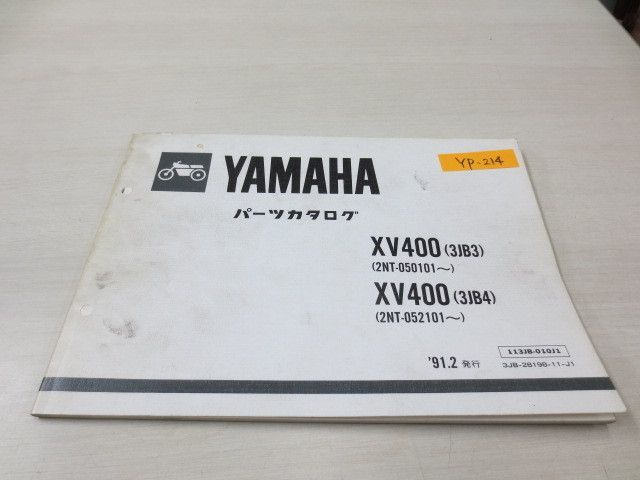 YAMAHA
YP-214
パーツカタログ
XV400 (3JB3)
(2NT-050101〜)
XV400 (3JB4)
(2NT-052101〜)
'91.2 発行
113JB-010J1
3JB-28198-11-J1